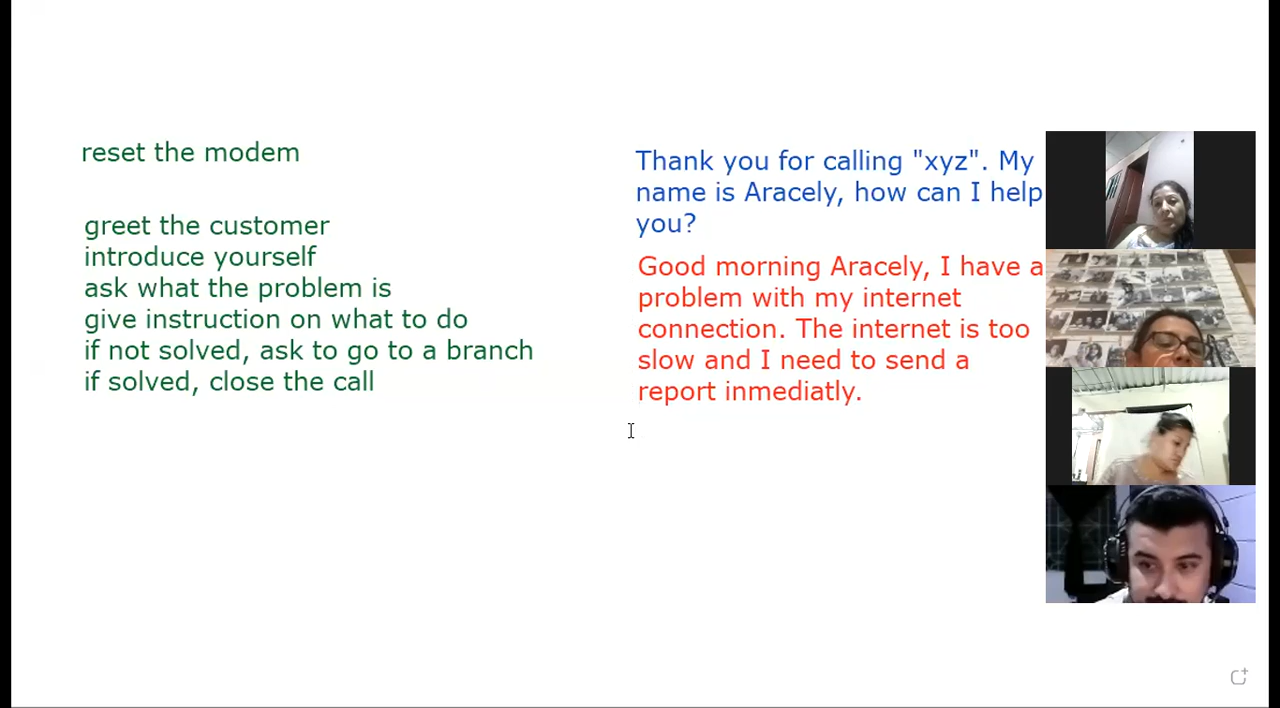 reset the modem
greet the customer
introduce yourself
ask what the problem is
give instruction on what to do
if not solved, ask to go to a branch
if solved, close the call
Thank you for calling "xyz". My
name is Aracely, how can I help
you?
Good morning Aracely, I have a
problem with my internet
connection. The internet is too
slow and I need to send a
report inmediatly.